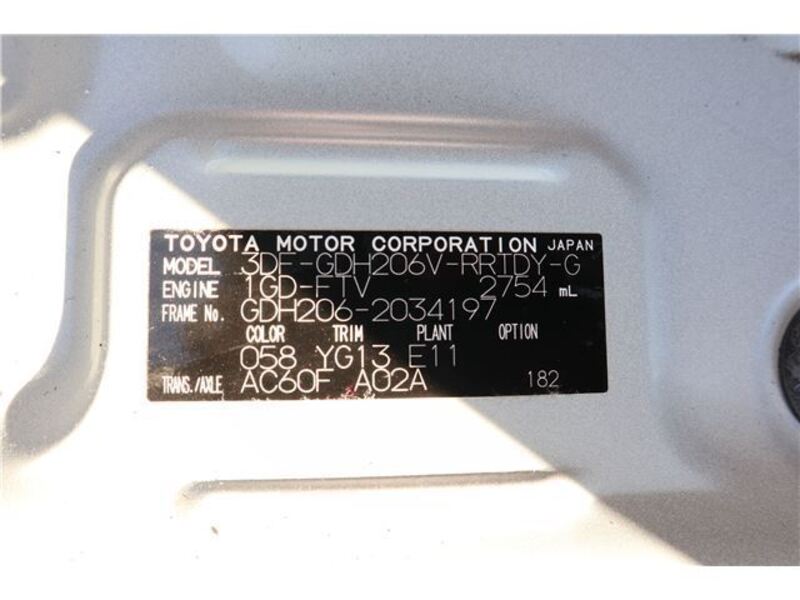 TOYOTA MOTOR CORPORATION JAPAN
MODEL 3DF-GDH206V-RRTDY-G
ENGINE 1GD-FTV 2754 mL
FRAME No. GDH206-2034197
COLOR TRIM PLANT OPTION
058 YG13 E11
TRANS./AXLE AC60F A02A 182